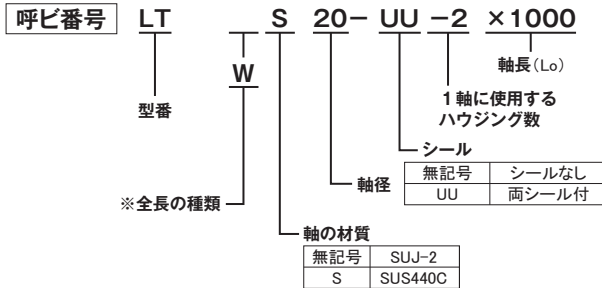 呼ビ番号 LT S 20- UU -2 ×1000
W
軸長(Lo)
型番
1軸に使用する
ハウジング数
シール
無記号 シールなし
UU 両シール付
軸径
※全長の種類
軸の材質
無記号 SUJ-2
S SUS440C